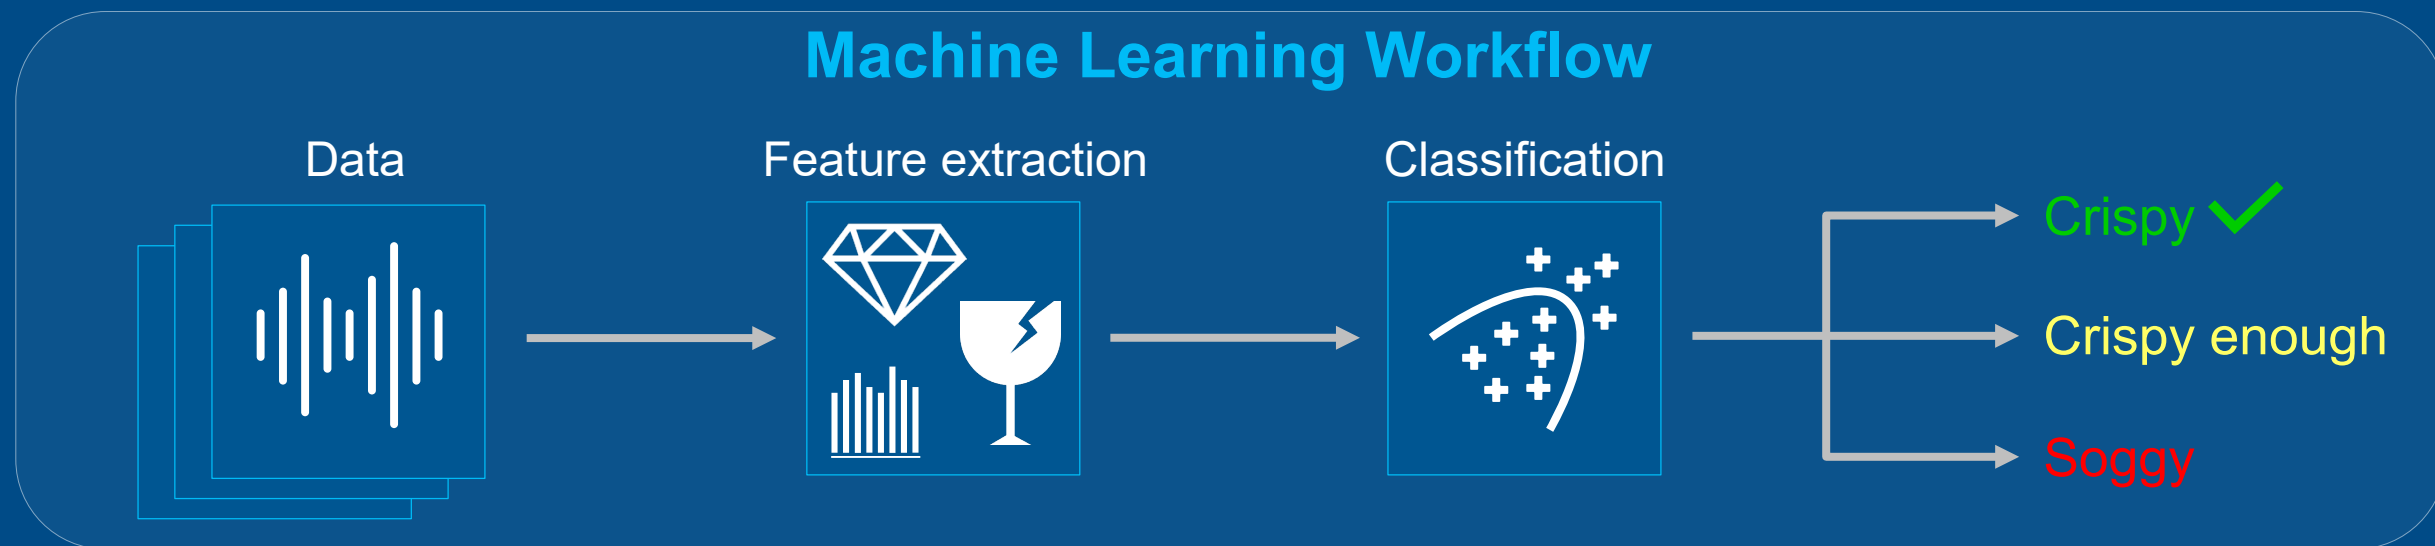 Machine Learning Workflow
Data
Feature extraction
Classification
Crispy
Crispy enough
Soggy